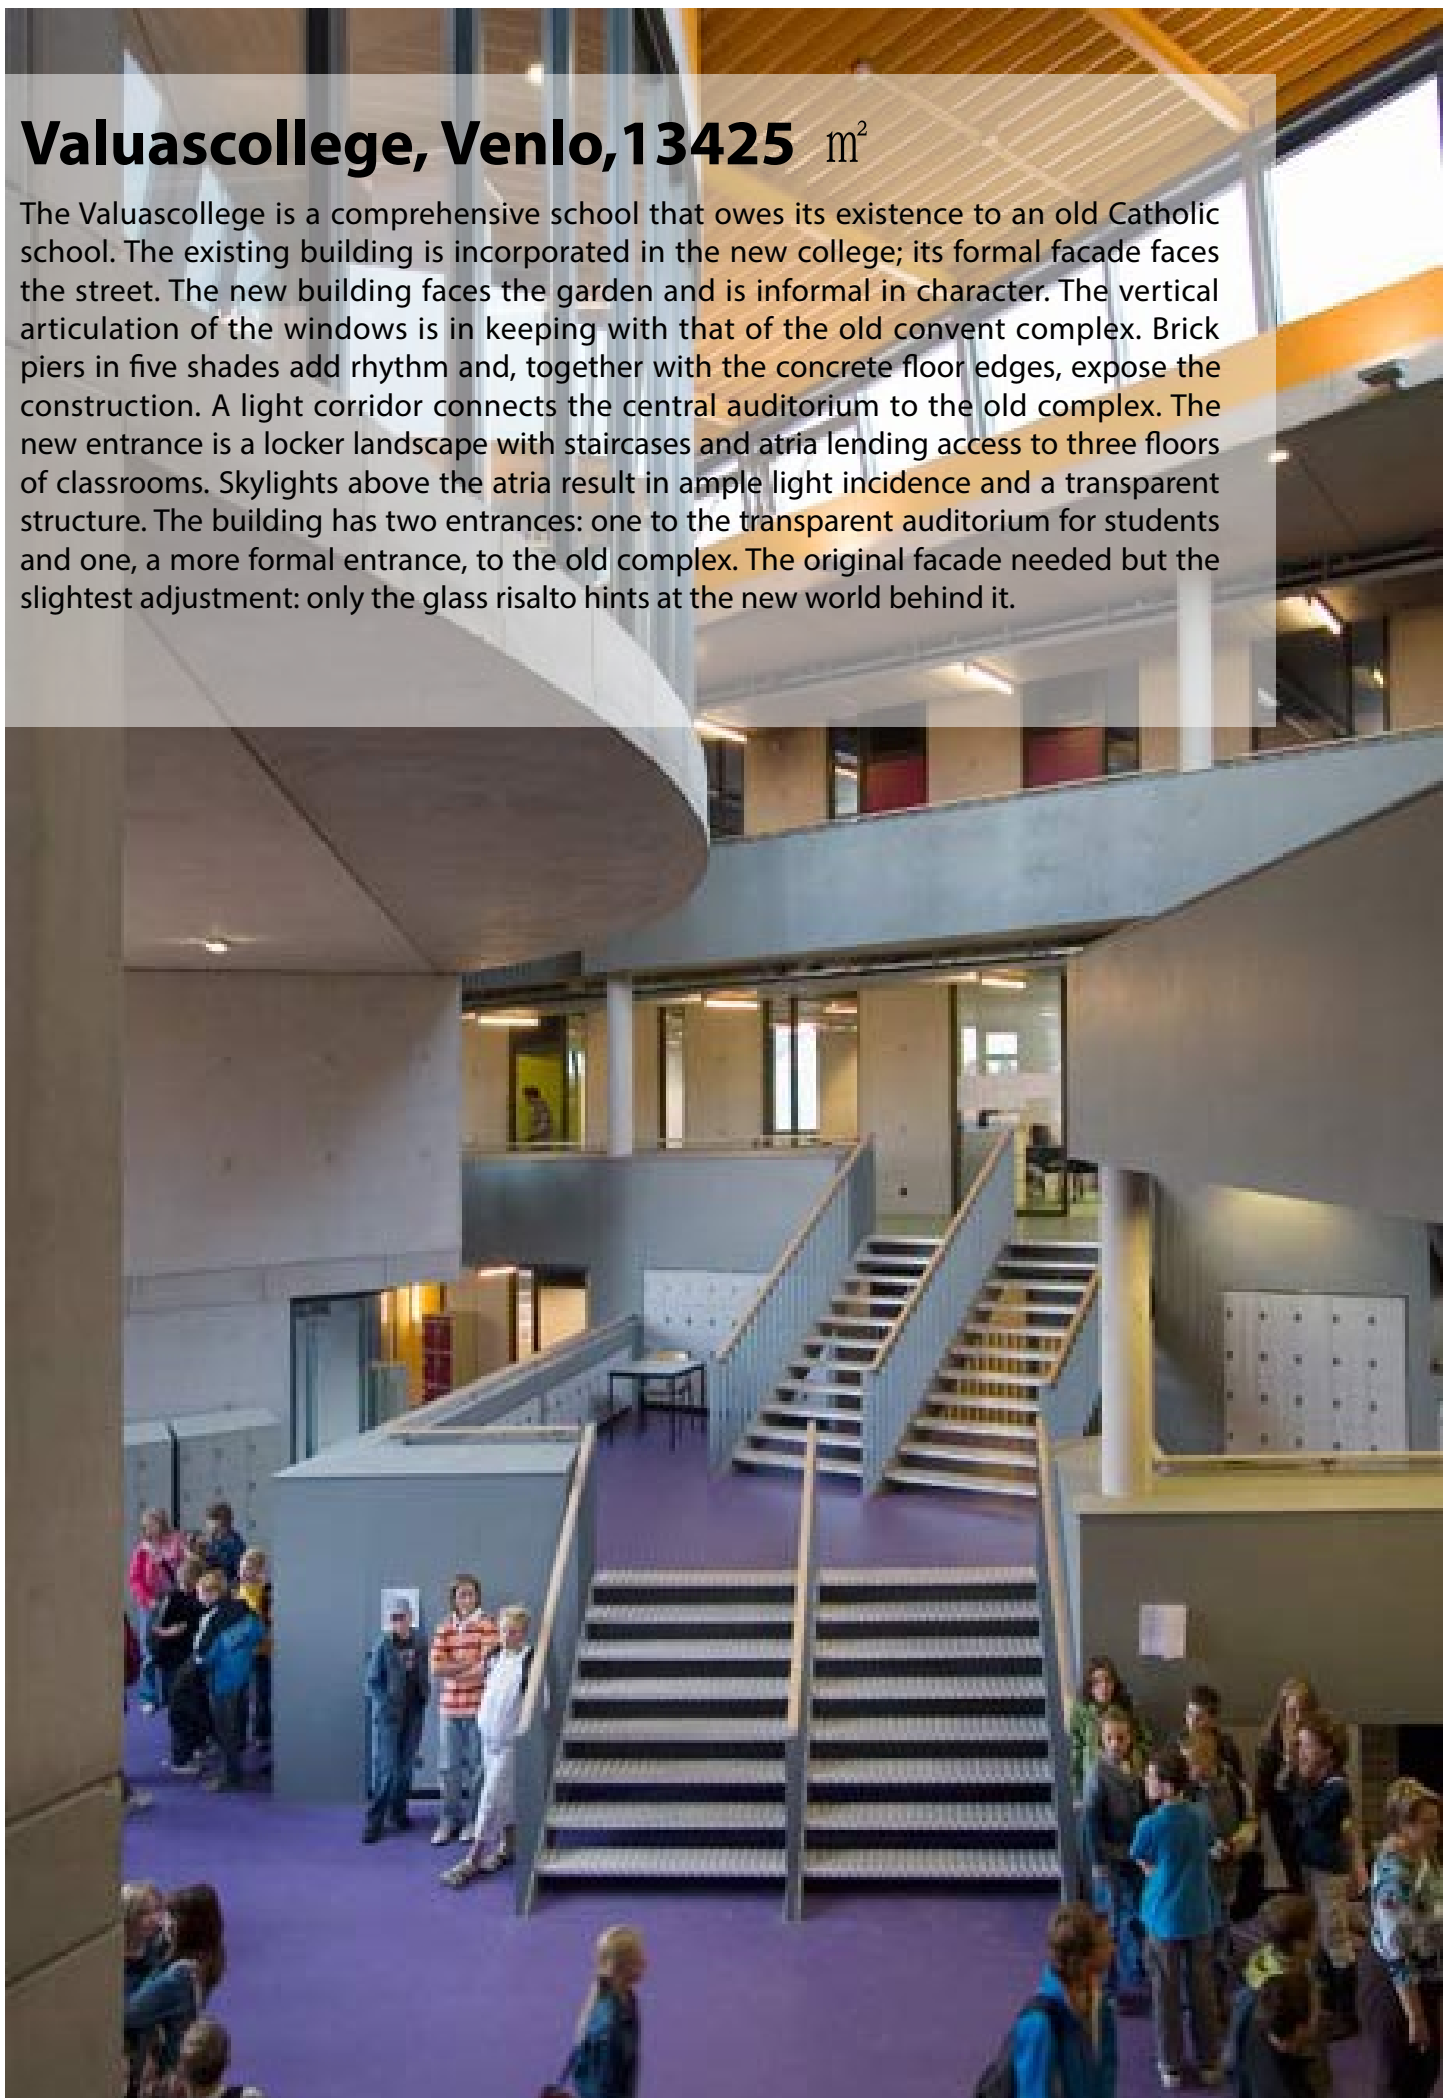 Valuascollege, Venlo,13425 m²
The Valuascollege is a comprehensive school that owes its existence to an old Catholic
school. The existing building is incorporated in the new college; its formal facade faces
the street. The new building faces the garden and is informal in character. The vertical
articulation of the windows is in keeping with that of the old convent complex. Brick
piers in five shades add rhythm and, together with the concrete floor edges, expose the
construction. A light corridor connects the central auditorium to the old complex. The
new entrance is a locker landscape with staircases and atria lending access to three floors
of classrooms. Skylights above the atria result in ample light incidence and a transparent
structure. The building has two entrances: one to the transparent auditorium for students
and one, a more formal entrance, to the old complex. The original facade needed but the
slightest adjustment: only the glass risalto hints at the new world behind it.